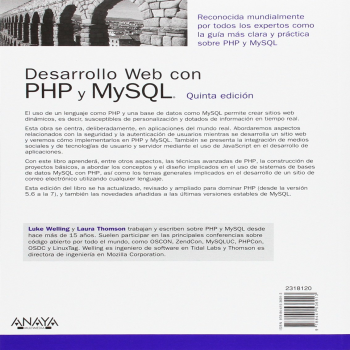 Reconocida mundialmente
por todos los expertos como
la guía más clara y práctica
sobre PHP y MySQL
Desarrollo Web con
PHP y MySQL. Quinta edición
El uso de un lenguaje como PHP y una base de datos como MySQL permite crear sitios web
dinámicos, es decir, susceptibles de personalización y dotados de información en tiempo real.
Esta obra se centra, deliberadamente, en aplicaciones del mundo real. Abordaremos aspectos
relacionados con la seguridad y la autenticación de usuarios mientras se desarrolla un sitio web
y veremos cómo implementarlos en PHP y MySQL. También se presenta la integración de medios
sociales y de tecnologías de usuario y servidor mediante el uso de JavaScript en el desarrollo de
aplicaciones.
Con este libro aprenderá, entre otros aspectos, las técnicas avanzadas de PHP, la construcción de
proyectos básicos, a abordar los conceptos y el diseño implicados en el uso de sistemas de bases
de datos MySQL con PHP, así como los temas generales implicados en el desarrollo de un sitio de
correo electrónico utilizando un lenguaje.
Esta edición del libro se ha actualizado, revisado y ampliado para dominar PHP (desde la versión
5.6 a la 7), y también las novedades añadidas a las últimas versiones estables de MySQL.
Luke Welling y Laura Thomson trabajan y escriben sobre PHP y MySQL desde
hace más de 15 años. Suelen participar en las principales conferencias sobre
código abierto por todo el mundo, como OSCON, ZendCon, MySQLUC, PHPCon,
OSDC y LinuxTag. Welling es ingeniero de software en Tidal Labs y Thomson es
directora de ingeniería en Mozilla Corporation.
2318120
ANAYA